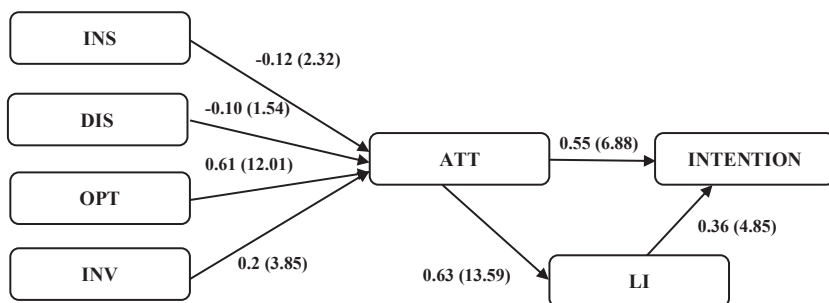 INS
-0.12 (2.32)
DIS
-0.10 (1.54)
OPT
0.61 (12.01)
INV
0.2 (3.85)
ATT
0.55 (6.88)
INTENTION
0.63 (13.59)
LI
0.36 (4.85)